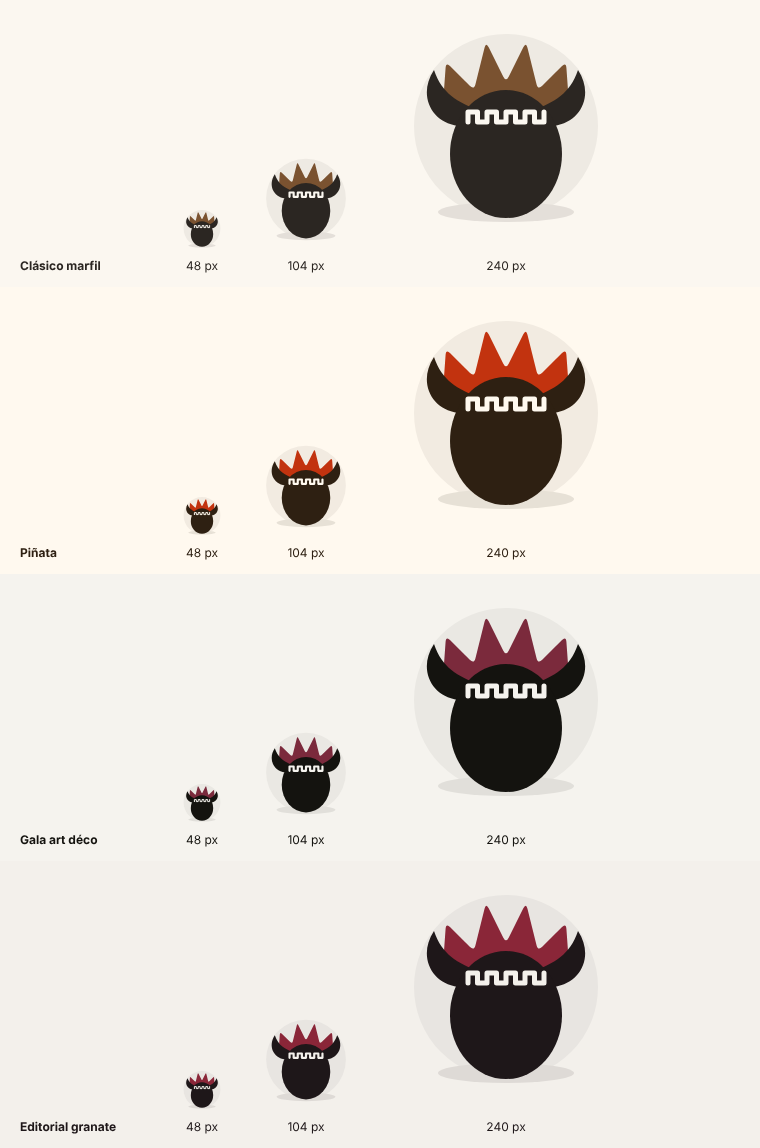 Clásico marfil 48 px 104 px 240 px
Piñata 48 px 104 px 240 px
Gala art déco 48 px 104 px 240 px
Editorial granate 48 px 104 px 240 px